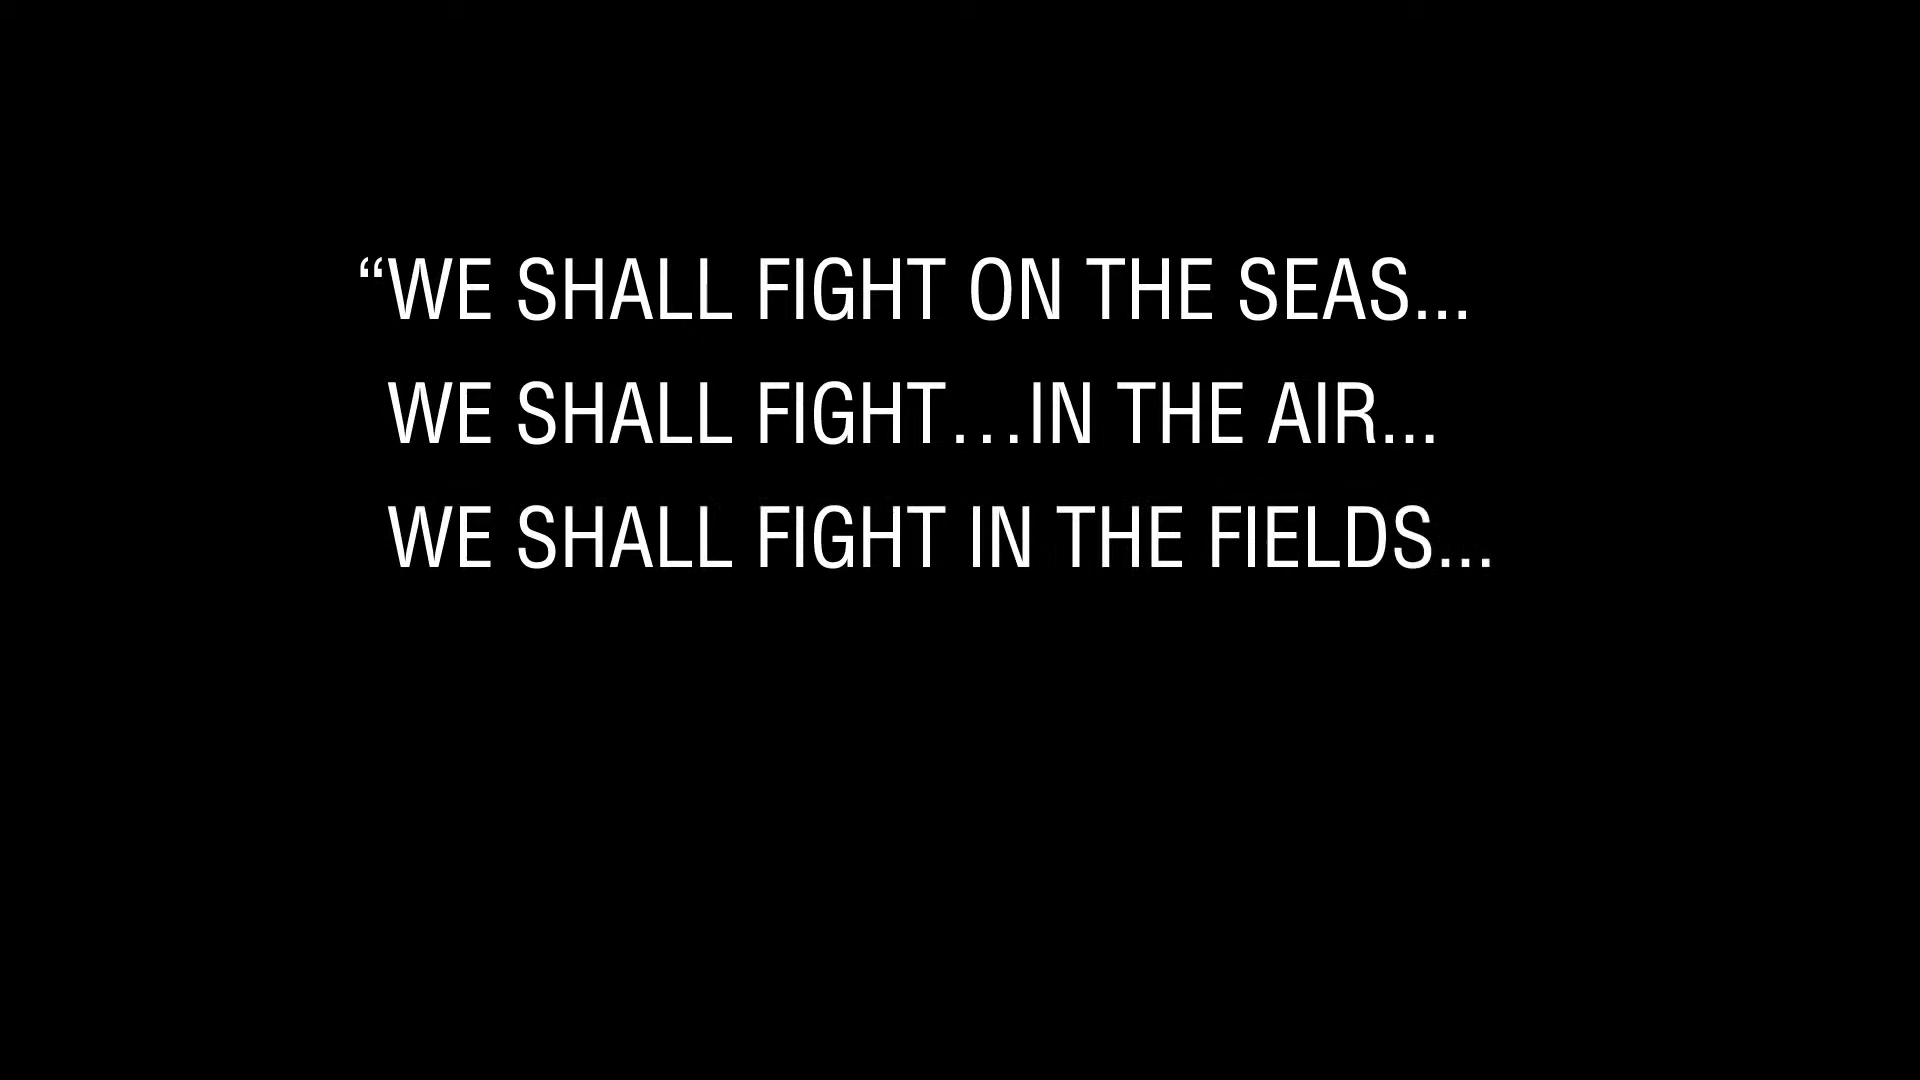 “WE SHALL FIGHT ON THE SEAS...
WE SHALL FIGHT...IN THE AIR...
WE SHALL FIGHT IN THE FIELDS...